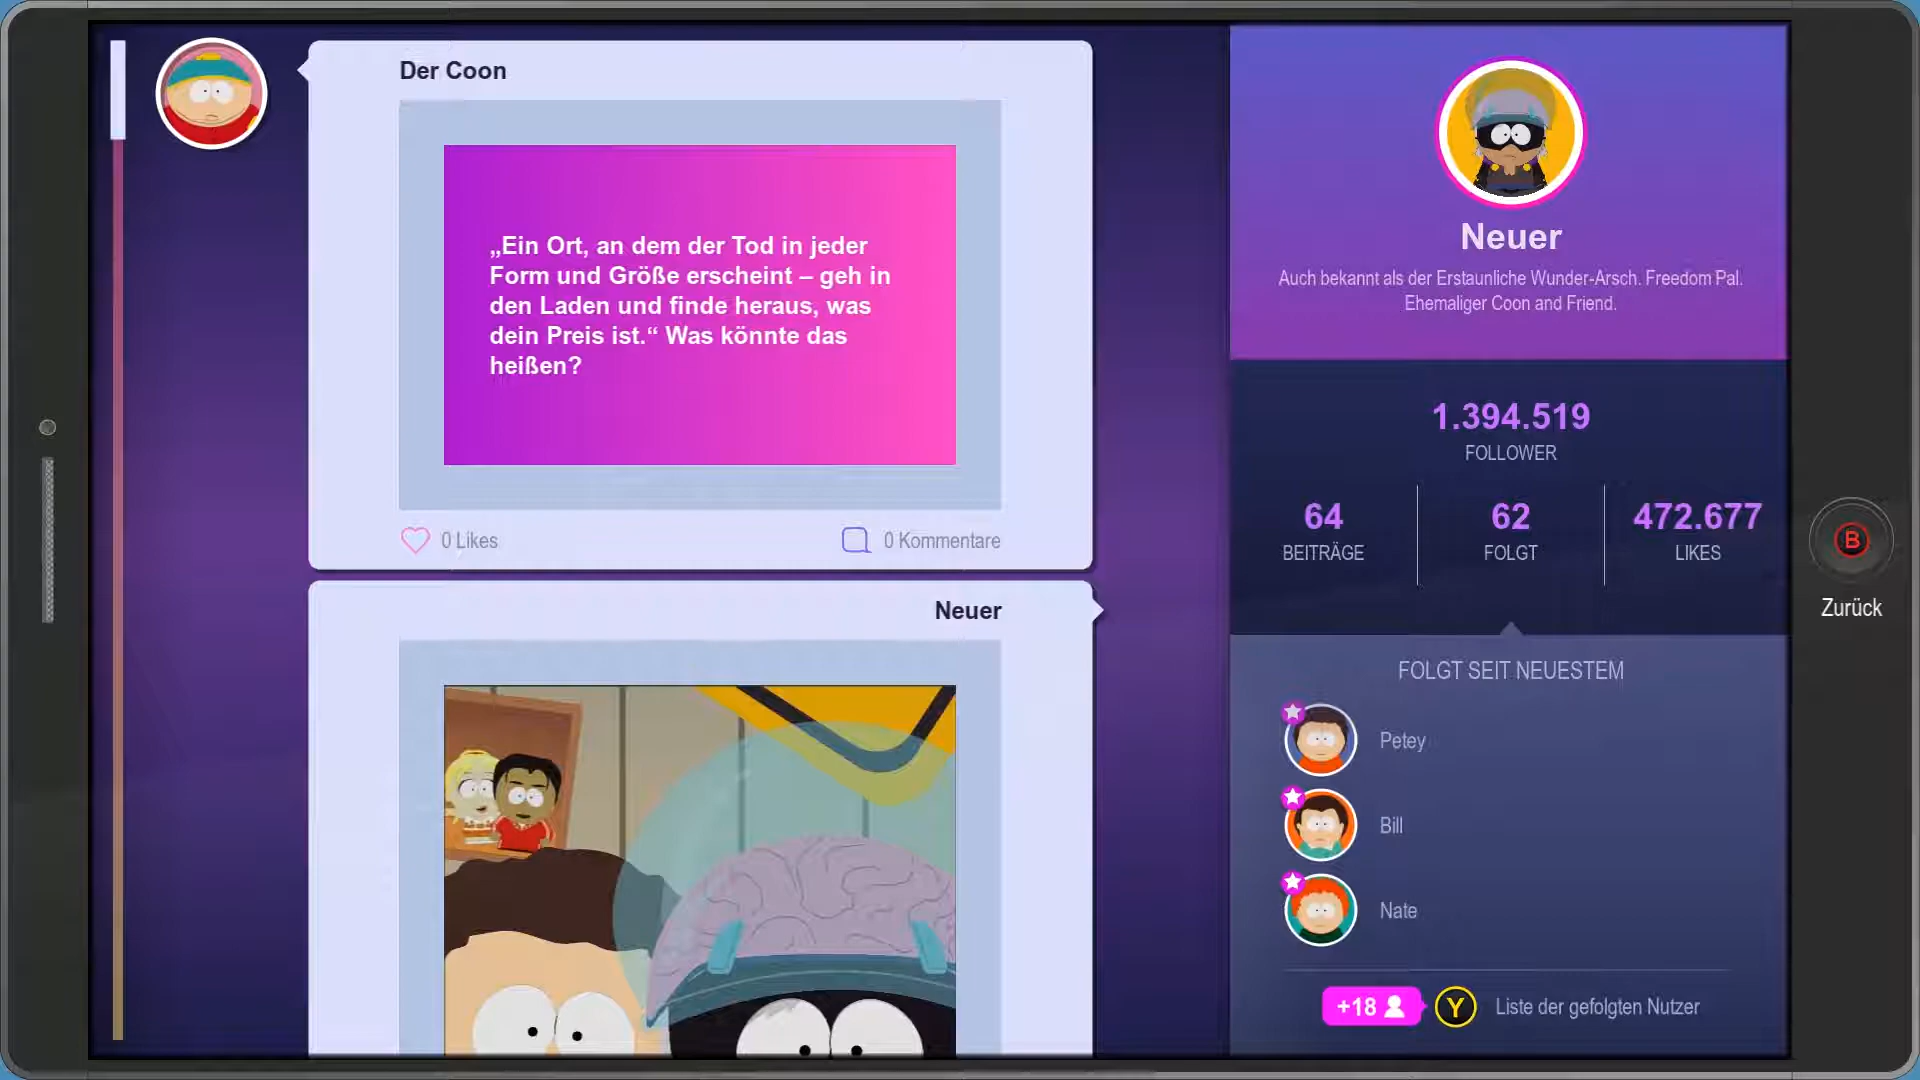 Der Coon
„Ein Ort, an dem der Tod in jeder
Form und Größe erscheint – geh in
den Laden und finde heraus, was
dein Preis ist.“ Was könnte das
heißen?
0 Likes
0 Kommentare
Neuer
Neuer
Auch bekannt als der Erstaunliche Wunder-Arsch. Freedom Pal.
Ehemaliger Coon and Friend.
1.394.519
FOLLOWER
64
BEITRÄGE
62
FOLGT
472.677
LIKES
FOLGT SEIT NEUESTEM
Petey
Bill
Nate
+18
Y
Liste der gefolgten Nutzer
B
Zurück